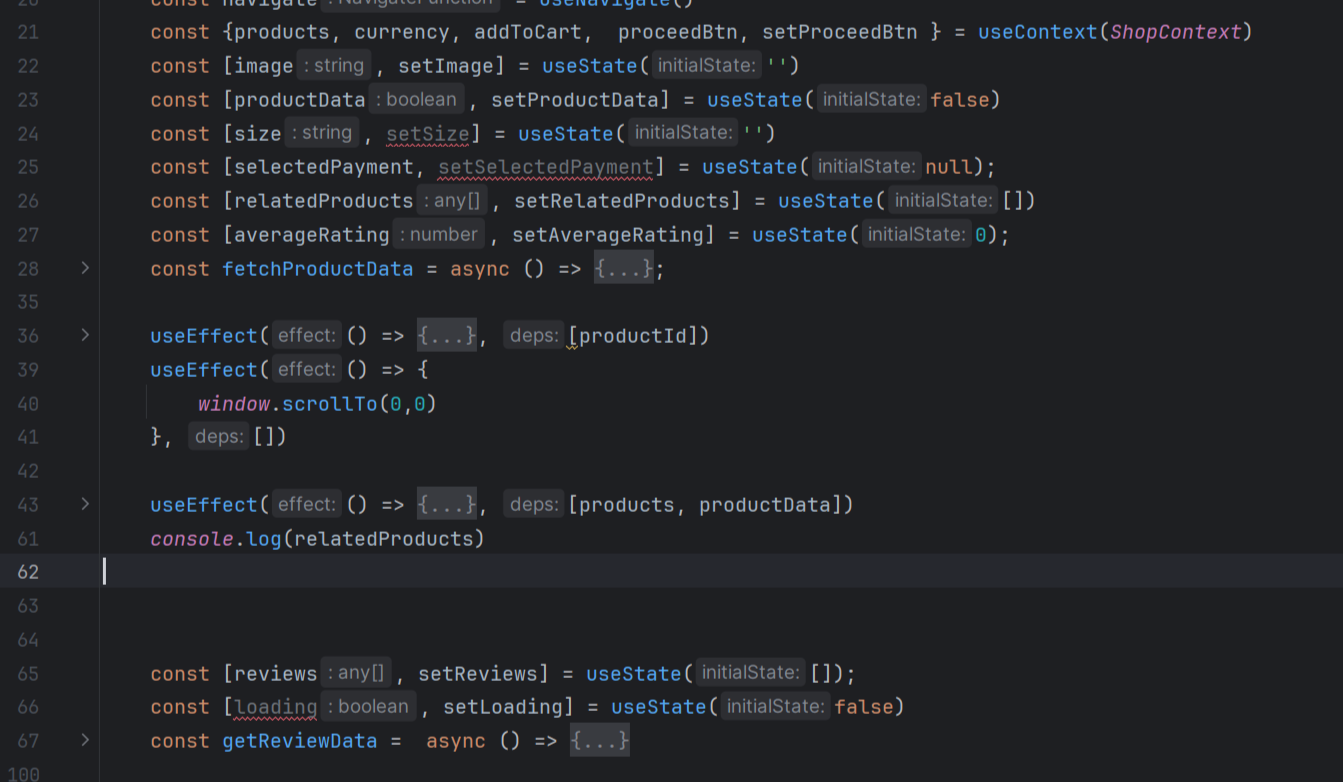 20 const navigate : NavigateFunction = useNavigate()
21 const {products, currency, addToCart,  proceedBtn, setProceedBtn } = useContext(ShopContext)
22 const [image : string , setImage] = useState( initialState: '')
23 const [productData : boolean , setProductData] = useState( initialState: false)
24 const [size : string , setSize] = useState( initialState: '')
25 const [selectedPayment, setSelectedPayment] = useState( initialState: null);
26 const [relatedProducts : any[] , setRelatedProducts] = useState( initialState: [])
27 const [averageRating : number , setAverageRating] = useState( initialState: 0);
28 const fetchProductData = async () => {...};
35
36 useEffect( effect: () => {...}, deps: [productId])
39 useEffect( effect: () => {
40 window.scrollTo(0,0)
41 }, deps: [])
42
43 useEffect( effect: () => {...}, deps: [products, productData])
61 console.log(relatedProducts)
62
63
64
65 const [reviews : any[] , setReviews] = useState( initialState: []);
66 const [loading : boolean , setLoading] = useState( initialState: false)
67 const getReviewData =  async () => {...}
100